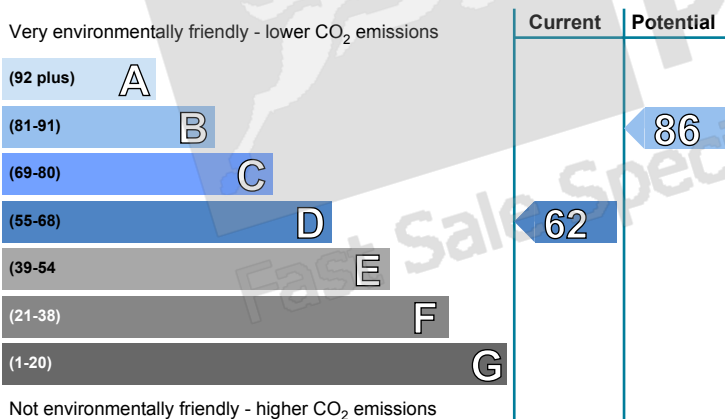 Current Potential
Very environmentally friendly - lower CO2 emissions
(92 plus) A
(81-91) B 86
(69-80) C
(55-68) D 62
(39-54 E
(21-38) F
(1-20) G
Not environmentally friendly - higher CO2 emissions
Fast Sale Speci